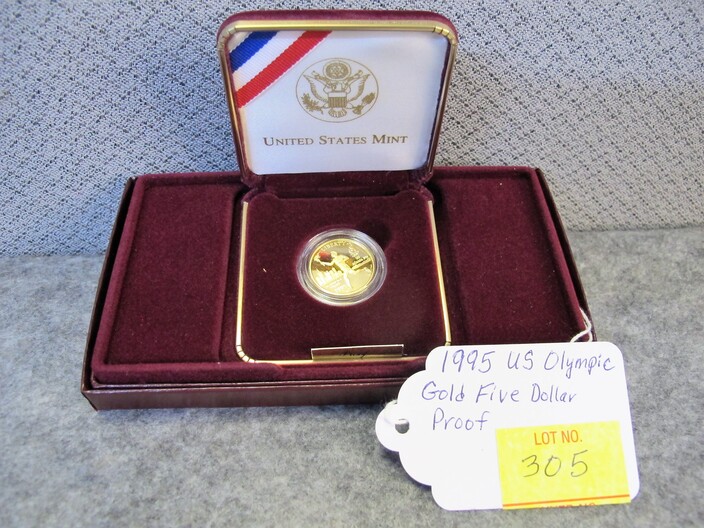 UNITED STATES MINT
1995 US Olympic
Gold Five Dollar
Proof
LOT NO.
305